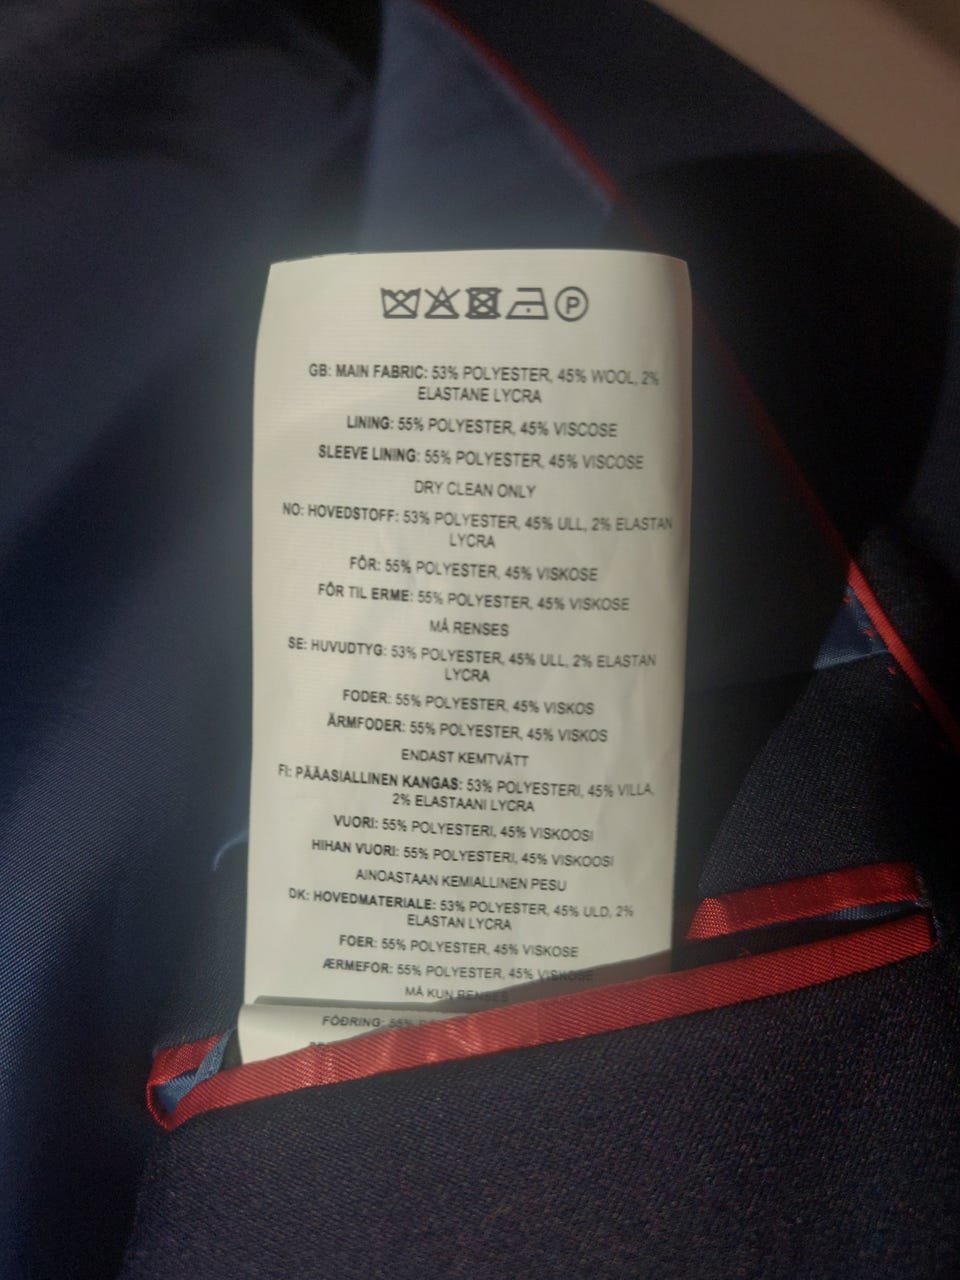 P
GB: MAIN FABRIC: 53% POLYESTER, 45% WOOL, 2%
ELASTANE LYCRA
LINING: 55% POLYESTER, 45% VISCOSE
SLEEVE LINING: 55% POLYESTER, 45% VISCOSE
DRY CLEAN ONLY
NO: HOVEDSTOFF: 53% POLYESTER, 45% ULL, 2% ELASTAN
LYCRA
FÔR: 55% POLYESTER, 45% VISKOSE
FÔR TIL ERME: 55% POLYESTER, 45% VISKOSE
MÅ RENSES
SE: HUVUDTYG: 53% POLYESTER, 45% ULL, 2% ELASTAN
LYCRA
FODER: 55% POLYESTER, 45% VISKOS
ÄRMFODER: 55% POLYESTER, 45% VISKOS
ENDAST KEMTVÄTT
FI: PÄÄASIALLINEN KANGAS: 53% POLYESTERI, 45% VILLA,
2% ELASTAANI LYCRA
VUORI: 55% POLYESTERI, 45% VISKOOSI
HIHAN VUORI: 55% POLYESTERI, 45% VISKOOSI
AINOASTAAN KEMIALLINEN PESU
DK: HOVEDMATERIALE: 53% POLYESTER, 45% ULD, 2%
ELASTAN LYCRA
FOER: 55% POLYESTER, 45% VISKOSE
ÆRMEFOR: 55% POLYESTER, 45% VISKOSE
MÅ KUN RENSES
FÓÐRING: 55%